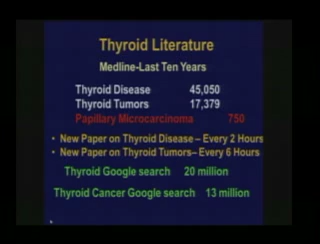 Thyroid Literature
Medline-Last Ten Years
Thyroid Disease 45,050
Thyroid Tumors 17,379
Papillary Microcarcinoma 750
• New Paper on Thyroid Disease – Every 2 Hours
• New Paper on Thyroid Tumors– Every 6 Hours
Thyroid Google search 20 million
Thyroid Cancer Google search 13 million